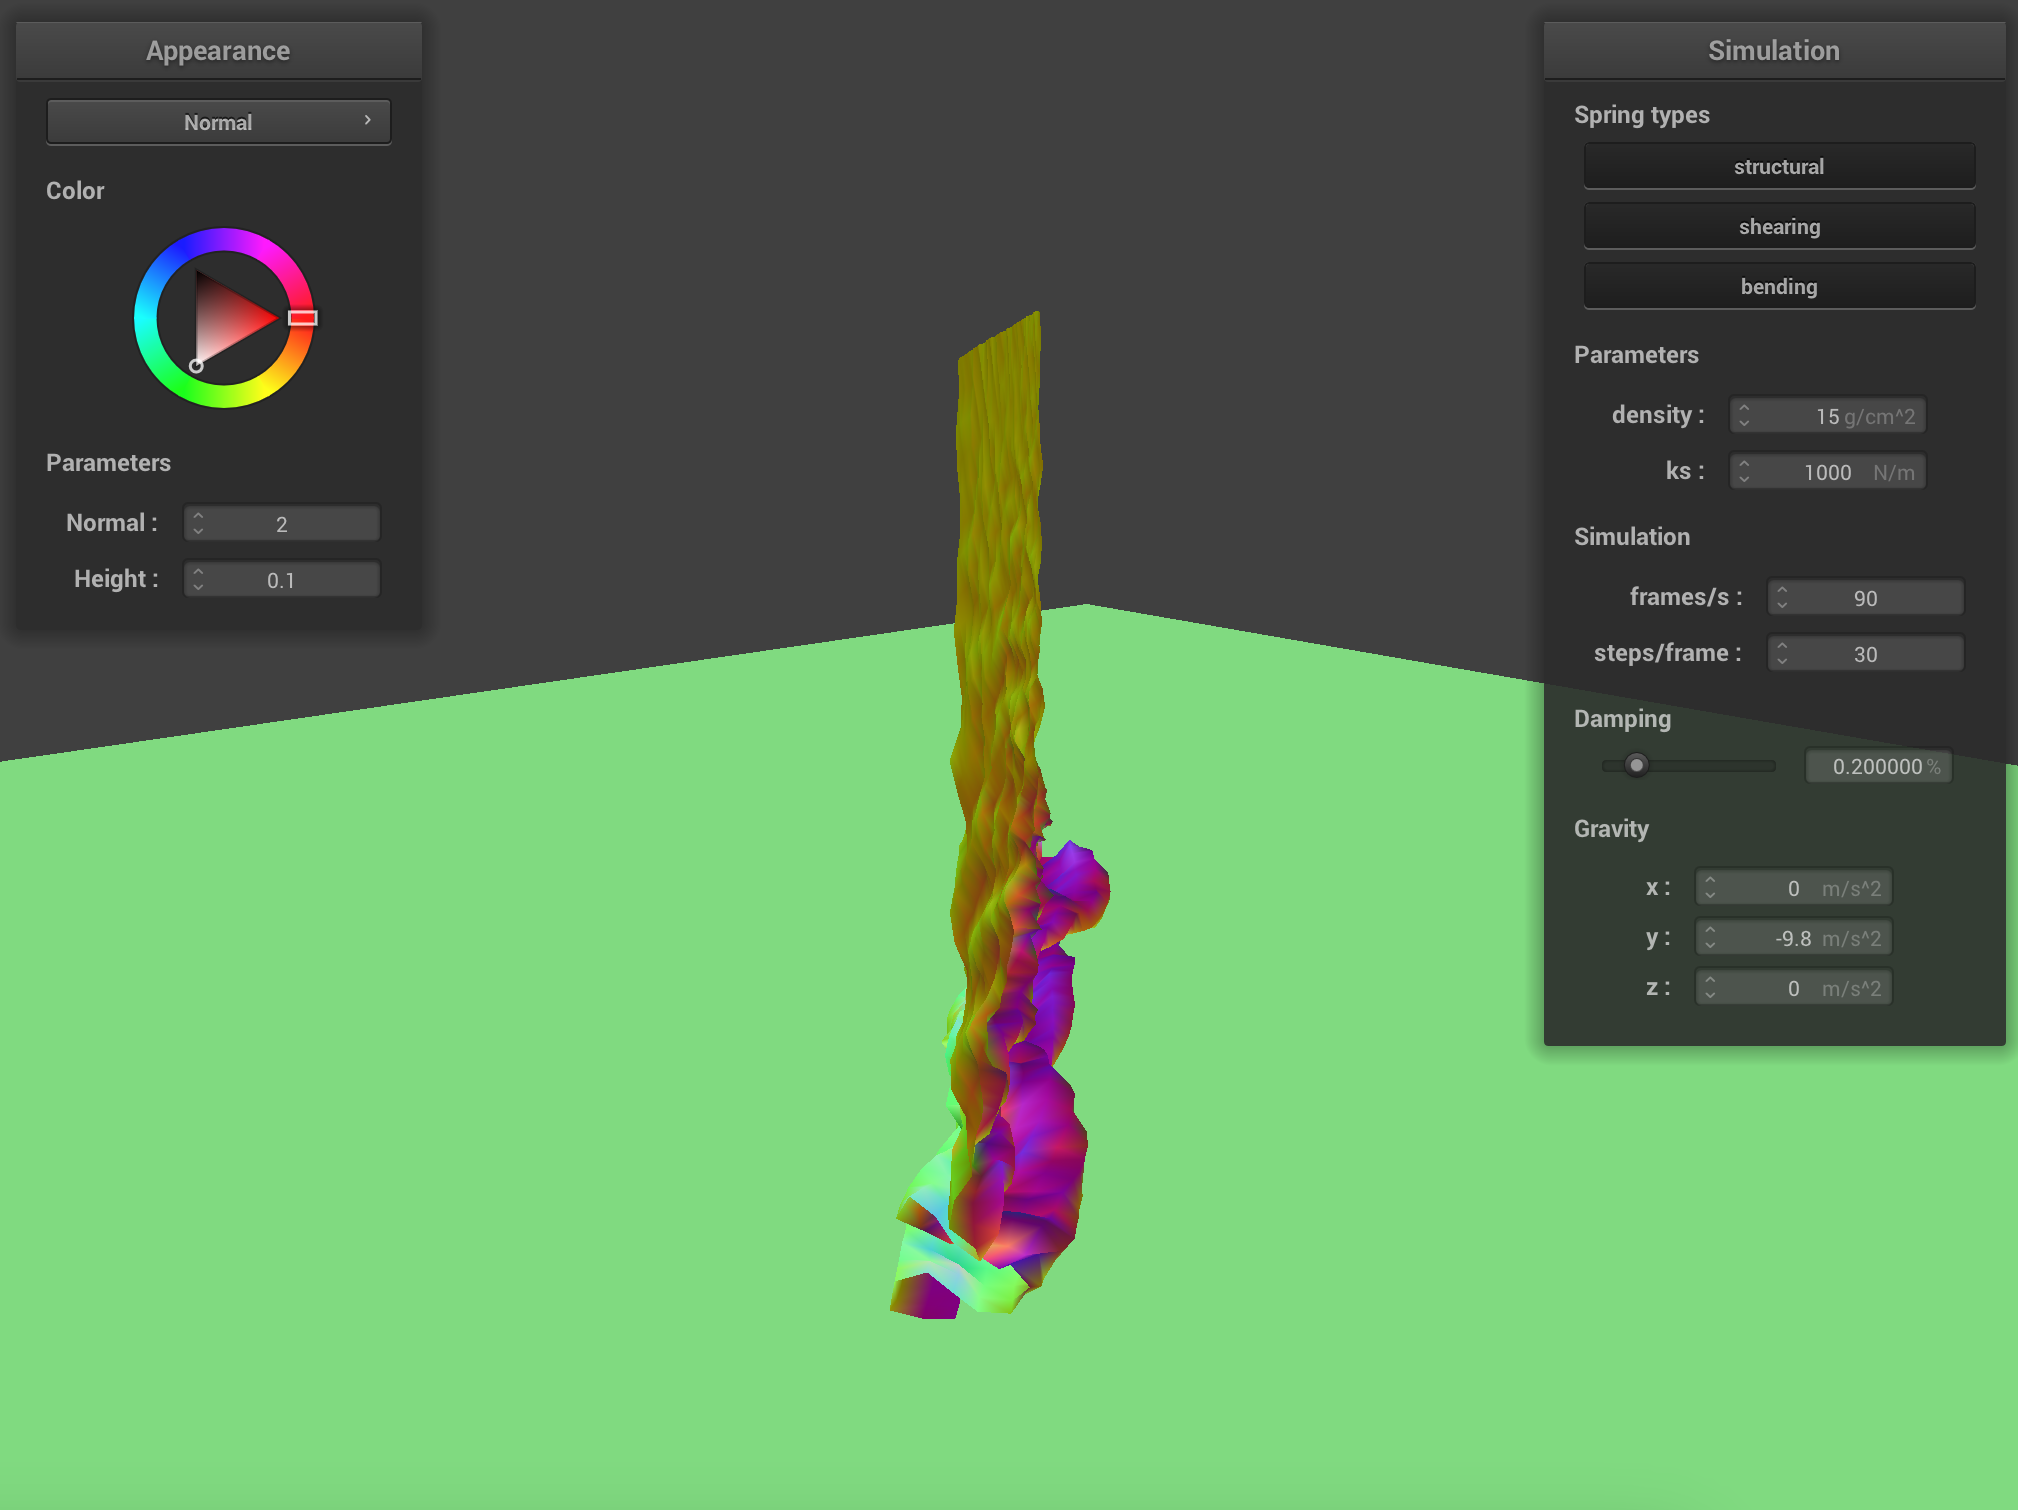 Appearance
Normal
Color
Parameters
Normal : 2
Height : 0.1
Simulation
Spring types
structural
shearing
bending
Parameters
density : 15 g/cm^2
ks : 1000 N/m
Simulation
frames/s : 90
steps/frame : 30
Damping
0.200000 %
Gravity
x : 0 m/s^2
y : -9.8 m/s^2
z : 0 m/s^2